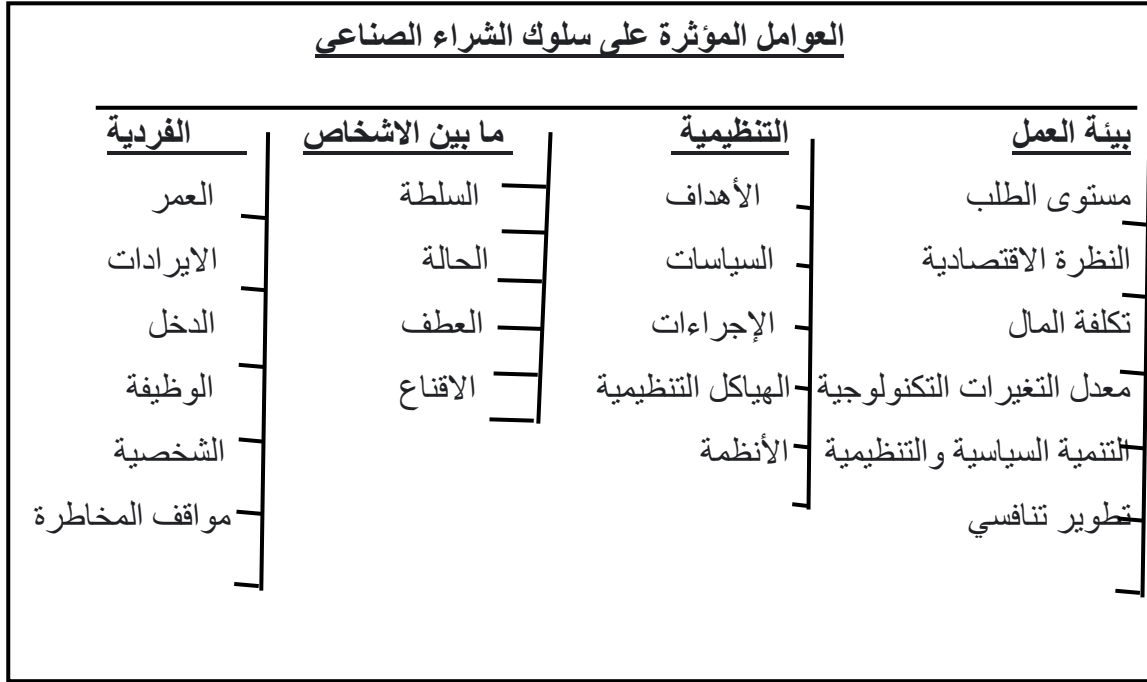 العوامل المؤثرة على سلوك الشراء الصناعي
بيئة العمل
مستوى الطلب
النظرة الاقتصادية
تكلفة المال
معدل التغيرات التكنولوجية
التنمية السياسية والتنظيمية
تطوير تنافسي
التنظيمية
الأهداف
السياسات
الإجراءات
الهياكل التنظيمية
الأنظمة
ما بين الاشخاص
السلطة
الحالة
العطف
الاقناع
الفردية
العمر
الايرادات
الدخل
الوظيفة
الشخصية
مواقف المخاطرة